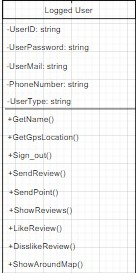 Logged User
-UserID: string
-UserPassword: string
-UserMail: string
-PhoneNumber: string
-UserType: string
+GetName()
+GetGpsLocation()
+Sign_out()
+SendReview()
+SendPoint()
+ShowReviews()
+LikeReview()
+DisslikeReview()
+ShowAroundMap()